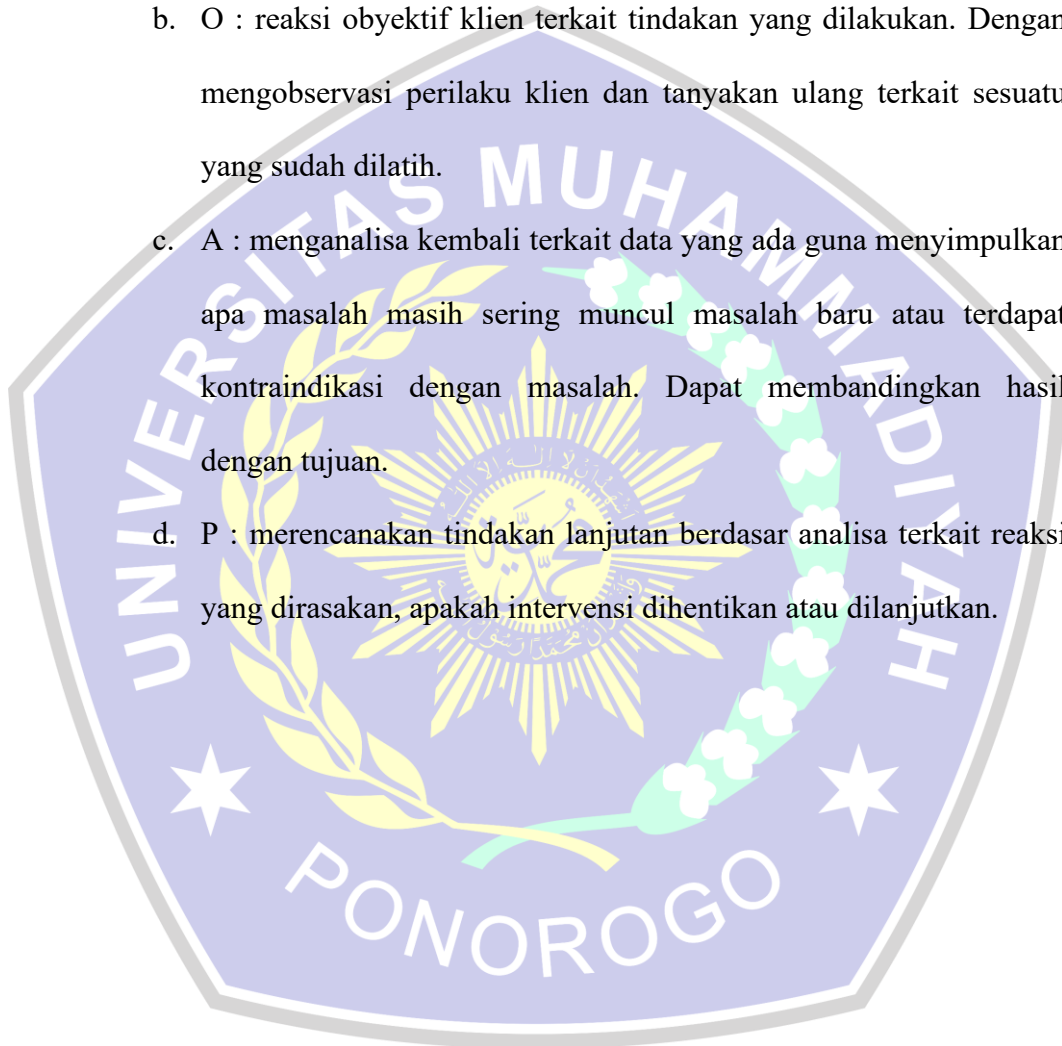 b. O : reaksi obyektif klien terkait tindakan yang dilakukan. Dengan
mengobservasi perilaku klien dan tanyakan ulang terkait sesuatu
yang sudah dilatih.
c. A : menganalisa kembali terkait data yang ada guna menyimpulkan
apa masalah masih sering muncul masalah baru atau terdapat
kontraindikasi dengan masalah. Dapat membandingkan hasil
dengan tujuan.
d. P : merencanakan tindakan lanjutan berdasar analisa terkait reaksi
yang dirasakan, apakah intervensi dihentikan atau dilanjutkan.
UNIVERSITAS MUHAMMADIYAH
PONOROGO